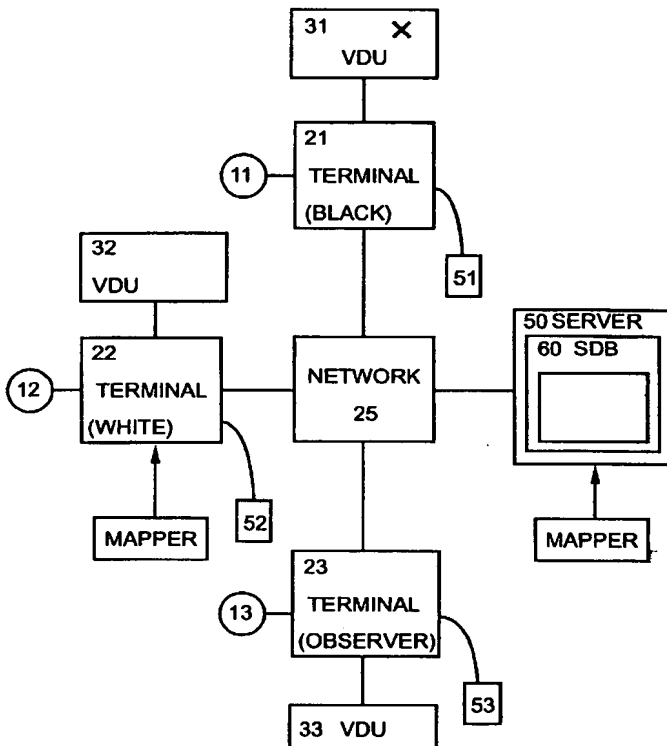 31
X
VDU
21
TERMINAL
(BLACK)
11
51
32
VDU
22
TERMINAL
(WHITE)
12
52
MAPPER
NETWORK
25
50 SERVER
60 SDB
MAPPER
23
TERMINAL
(OBSERVER)
13
53
33 VDU